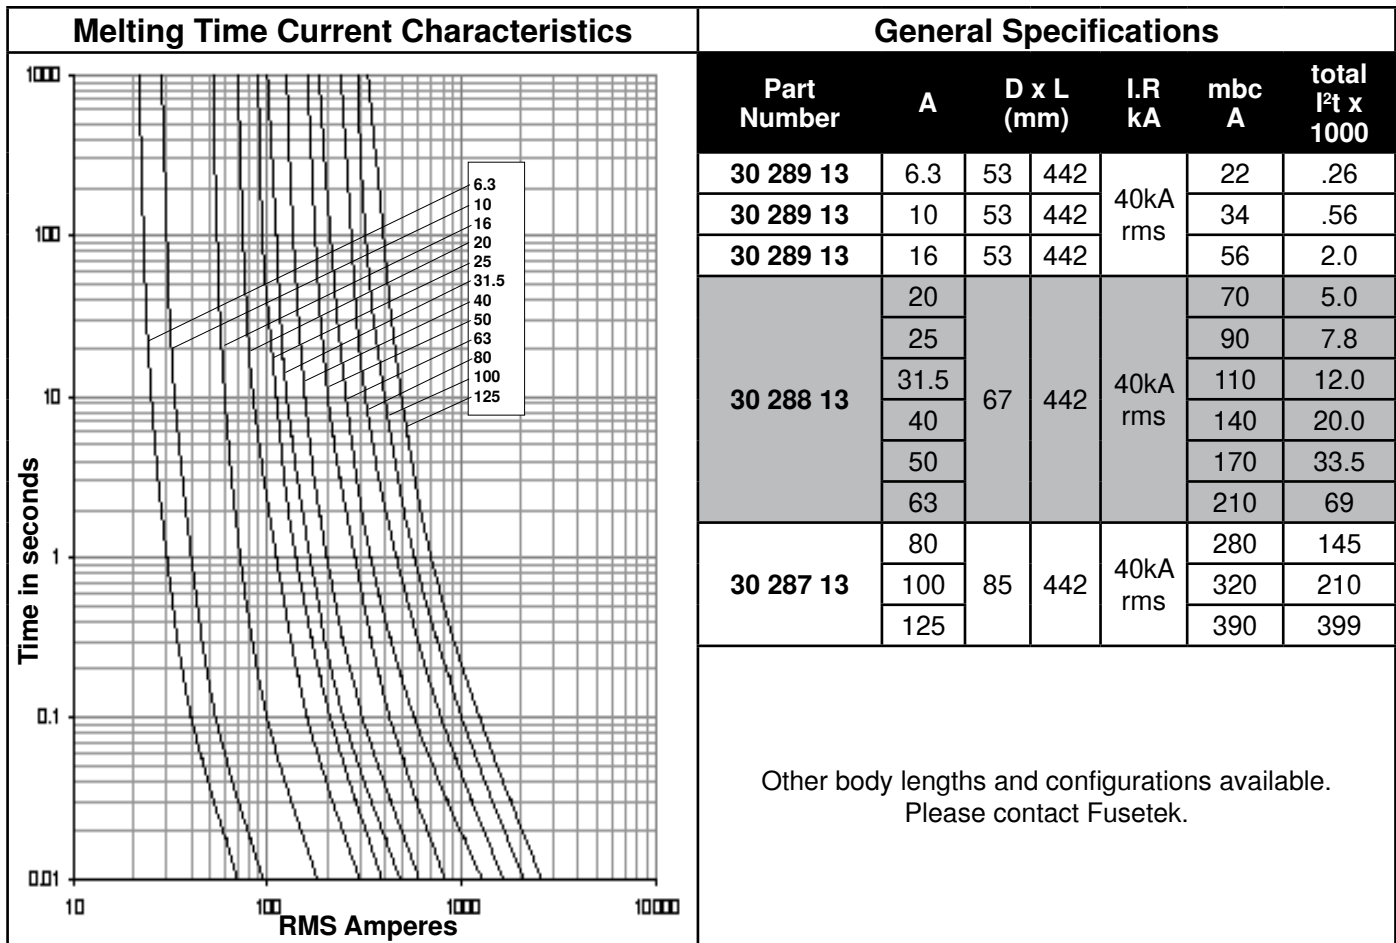 Melting Time Current Characteristics
1000
100
10
1
0.1
0.01
Time in seconds
10
100
1000
10000
RMS Amperes
6.3
10
16
20
25
31.5
40
50
63
80
100
125
General Specifications
Part Number A D x L (mm) I.R kA mbc A total I²t x 1000
30 289 13 6.3 53 442 40kA rms 22 .26
30 289 13 10 53 442 34 .56
30 289 13 16 53 442 56 2.0
30 288 13 20 67 442 40kA rms 70 5.0
25 90 7.8
31.5 110 12.0
40 140 20.0
50 170 33.5
63 210 69
30 287 13 80 85 442 40kA rms 280 145
100 320 210
125 390 399
Other body lengths and configurations available.
Please contact Fusetek.